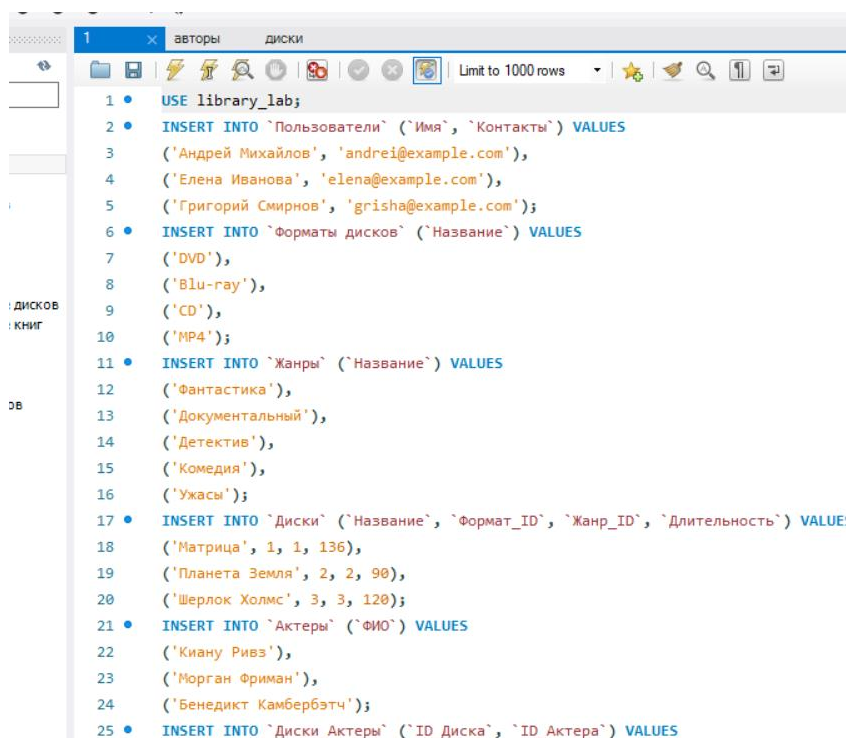 1 авторы диски
Limit to 1000 rows
1 USE library_lab;
2 INSERT INTO `Пользователи` (`Имя`, `Контакты`) VALUES
3 ('Андрей Михайлов', 'andrei@example.com'),
4 ('Елена Иванова', 'elena@example.com'),
5 ('Григорий Смирнов', 'grisha@example.com');
6 INSERT INTO `Форматы дисков` (`Название`) VALUES
7 ('DVD'),
8 ('Blu-ray'),
дисков
9 ('CD'),
книг
10 ('MP4');
11 INSERT INTO `Жанры` (`Название`) VALUES
12 ('Фантастика'),
ов
13 ('Документальный'),
14 ('Детектив'),
15 ('Комедия'),
16 ('Ужасы');
17 INSERT INTO `Диски` (`Название`, `Формат_ID`, `Жанр_ID`, `Длительность`) VALUES
18 ('Матрица', 1, 1, 136),
19 ('Планета Земля', 2, 2, 90),
20 ('Шерлок Холмс', 3, 3, 120);
21 INSERT INTO `Актеры` (`ФИО`) VALUES
22 ('Киану Ривз'),
23 ('Морган Фриман'),
24 ('Бенедикт Камбербэтч');
25 INSERT INTO `Диски_Актеры` (`ID_Диска`, `ID_Актера`) VALUES